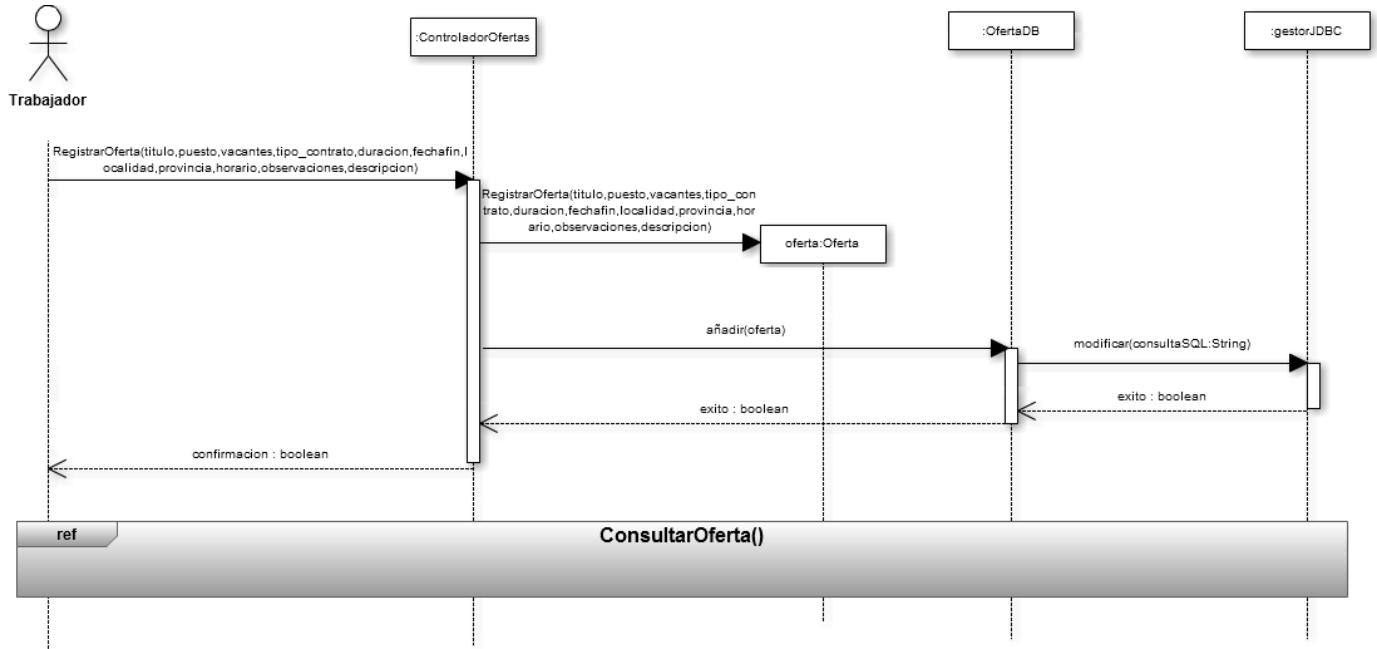 :ControladorOfertas
:OfertaDB
:gestorJDBC
Trabajador
RegistrarOferta(titulo,puesto,vacantes,tipo_contrato,duracion,fechafin,l
ocalidad,provincia,horario,observaciones,descripcion)
RegistrarOferta(titulo,puesto,vacantes,tipo_con
trato,duracion,fechafin,localidad,provincia,hor
ario,observaciones,descripcion)
oferta:Oferta
añadir(oferta)
modificar(consultaSQL:String)
exito : boolean
exito : boolean
confirmacion : boolean
ref
ConsultarOferta()